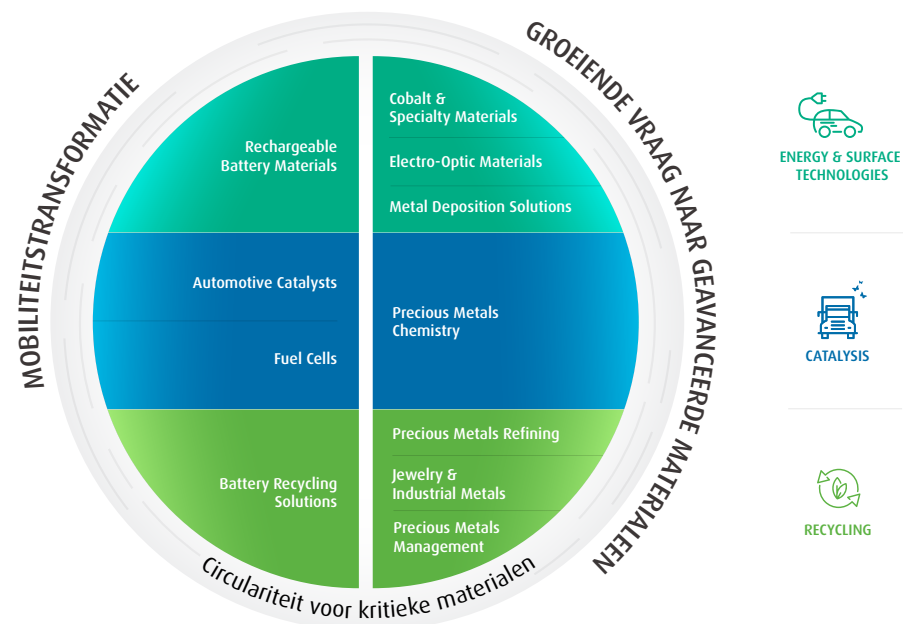 MOBILITEITSTRANSFORMATIE
GROEIENDE VRAAG NAAR GEAVANCEERDE MATERIALEN
Rechargeable
Battery Materials
Cobalt &
Specialty Materials
Electro-Optic Materials
Metal Deposition Solutions
ENERGY & SURFACE
TECHNOLOGIES
Automotive Catalysts
Fuel Cells
Precious Metals
Chemistry
CATALYSIS
Battery Recycling
Solutions
Precious Metals Refining
Jewelry &
Industrial Metals
Precious Metals
Management
RECYCLING
Circulariteit voor kritieke materialen